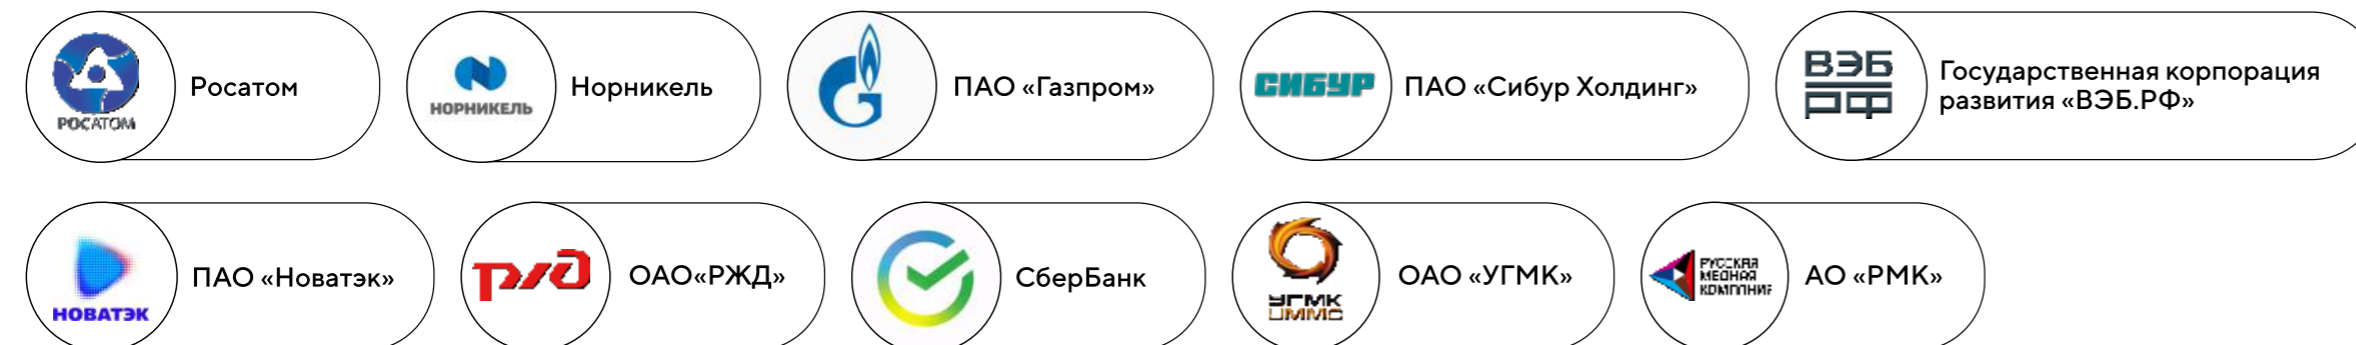 РОСАТОМ
Росатом
НОРНИКЕЛЬ
Норникель
ПАО «Газпром»
СИБУР
ПАО «Сибур Холдинг»
ВЭБ
РФ
Государственная корпорация
развития «ВЭБ.РФ»
НОВАТЭК
ПАО «Новатэк»
РЖД
ОАО«РЖД»
СберБанк
УГМК
UMMC
ОАО «УГМК»
РУССКАЯ
МЕДНАЯ
КОМПАНИЯ
АО «РМК»